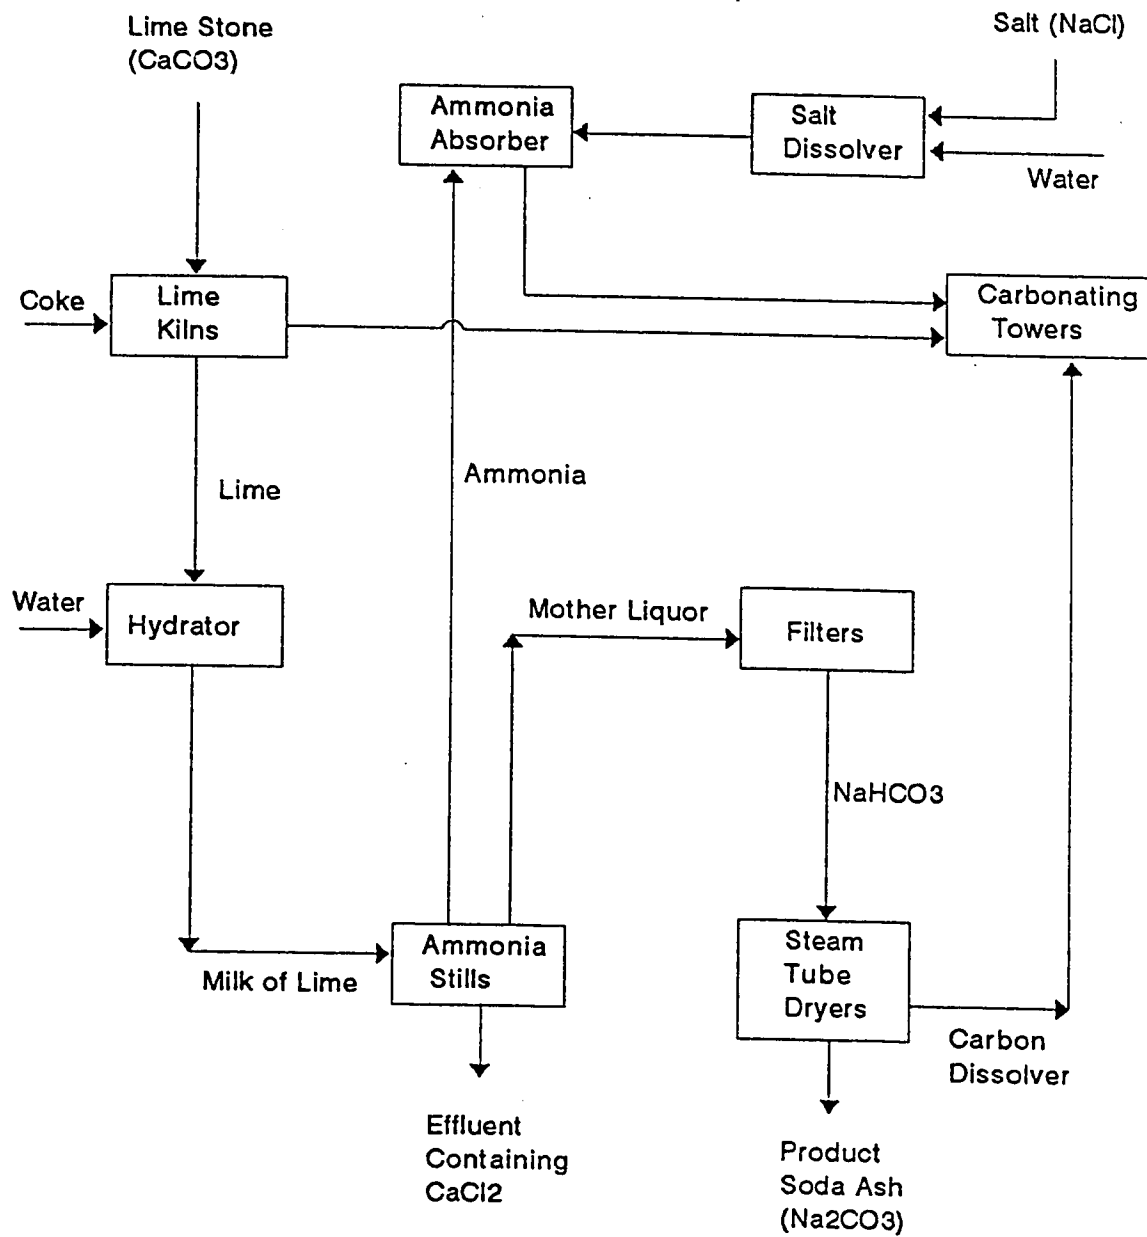 Lime Stone
(CaCO3)
Salt (NaCl)
Ammonia
Absorber
Salt
Dissolver
Water
Coke
Lime
Kilns
Carbonating
Towers
Lime
Ammonia
Water
Hydrator
Mother Liquor
Filters
NaHCO3
Milk of Lime
Ammonia
Stills
Steam
Tube
Dryers
Carbon
Dissolver
Effluent
Containing
CaCl2
Product
Soda Ash
(Na2CO3)